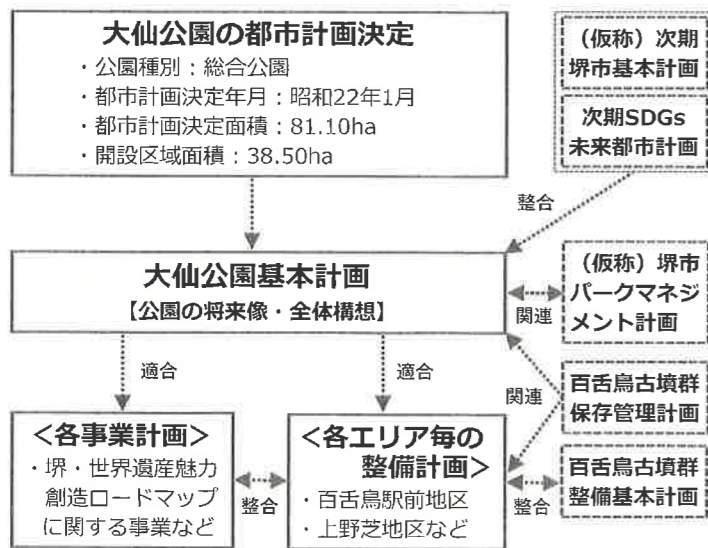 大仙公園の都市計画決定
・公園種別：総合公園
・都市計画決定年月：昭和22年1月
・都市計画決定面積：81.10ha
・開設区域面積：38.50ha
（仮称）次期
堺市基本計画
次期SDGs
未来都市計画
整合
大仙公園基本計画
【公園の将来像・全体構想】
関連
（仮称）堺市
パークマネジ
メント計画
適合
適合
関連
百舌鳥古墳群
保存管理計画
＜各事業計画＞
・堺・世界遺産魅力
創造ロードマップ
に関する事業など
整合
＜各エリア毎の
整備計画＞
・百舌鳥駅前地区
・上野芝地区など
整合
百舌鳥古墳群
整備基本計画